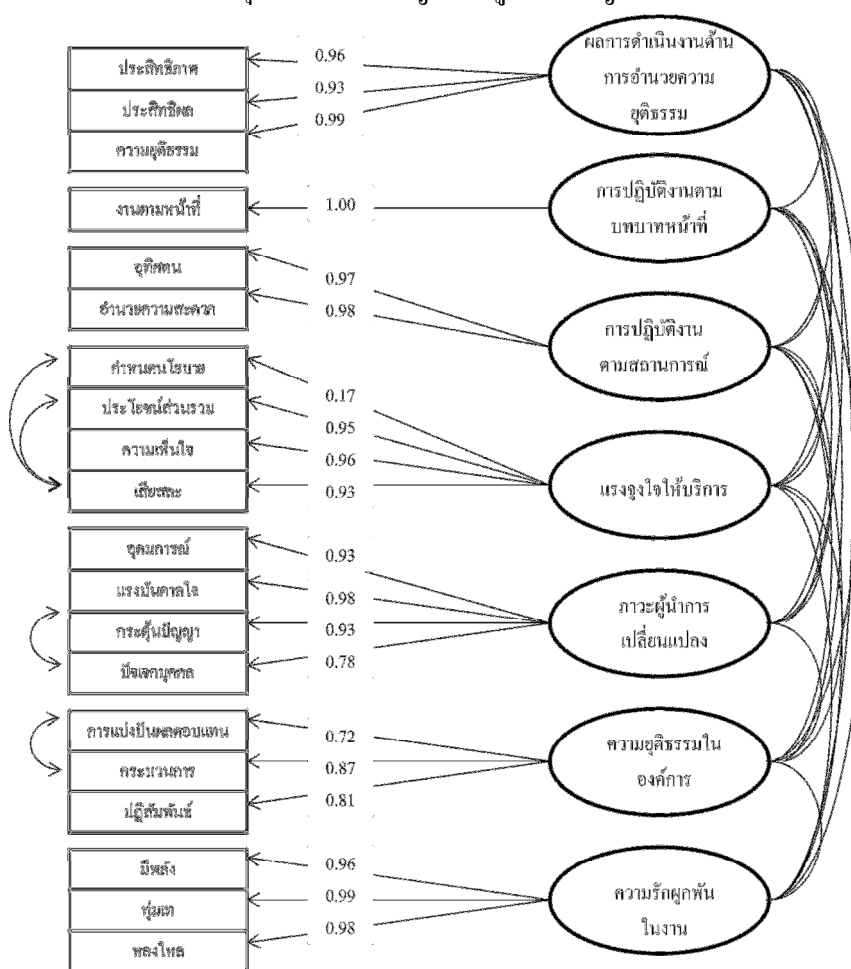 ผลการดำเนินงานด้าน
การอำนวยความ
ยุติธรรม
ประสิทธิภาพ
0.96
ประสิทธิผล
0.93
ความยุติธรรม
0.99
การปฏิบัติงานตาม
บทบาทหน้าที่
งานตามหน้าที่
1.00
อุทิศตน
0.97
อำนวยความสะดวก
0.98
การปฏิบัติงาน
ตามสถานการณ์
กำหนดนโยบาย
0.17
ประโยชน์ส่วนรวม
0.95
ความเห็นใจ
0.96
เสียสละ
0.93
แรงจูงใจให้บริการ
อุดมการณ์
0.93
แรงบันดาลใจ
0.98
กระตุ้นปัญญา
0.93
ปัจเจกบุคคล
0.78
ภาวะผู้นำการ
เปลี่ยนแปลง
การแบ่งปันผลตอบแทน
0.72
กระบวนการ
0.87
ปฏิสัมพันธ์
0.81
ความยุติธรรมใน
องค์การ
มีพลัง
0.96
ทุ่มเท
0.99
หลงใหล
0.98
ความรักผูกพัน
ในงาน